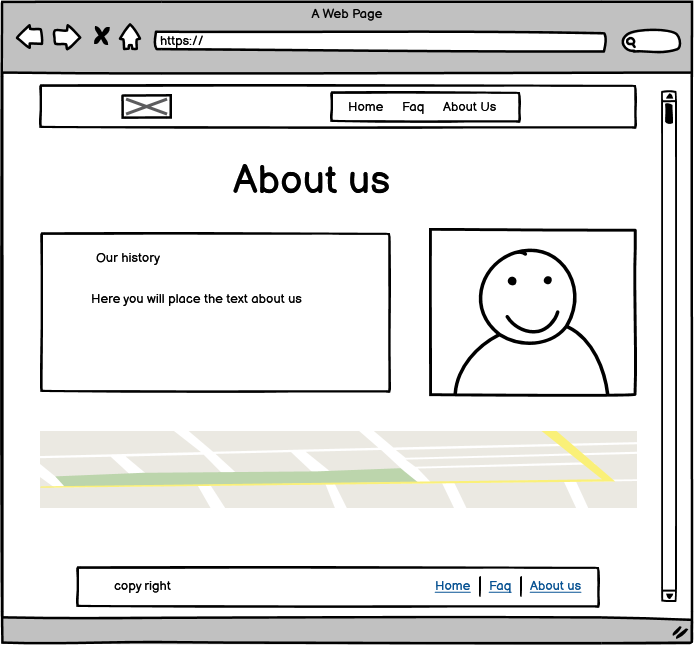 A Web Page
https://
Home Faq About Us
About us
Our history
Here you will place the text about us
copy right
Home Faq About us